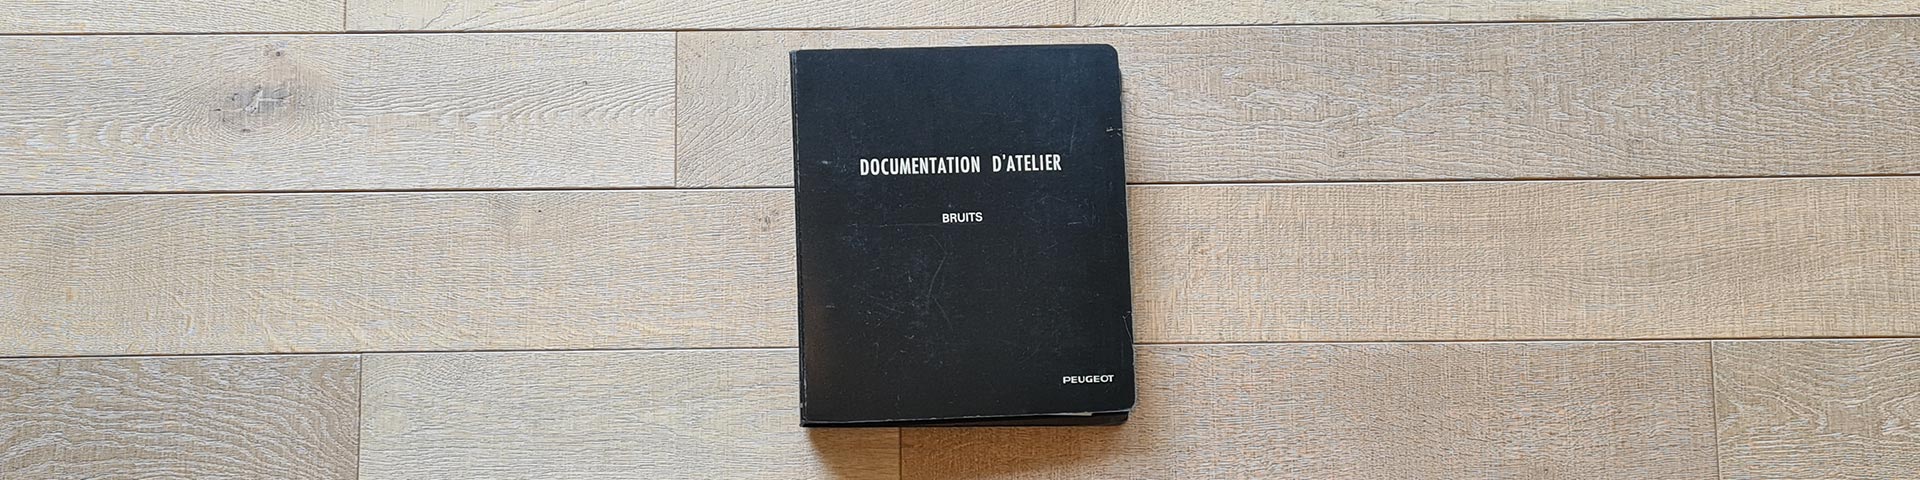 DOCUMENTATION D'ATELIER
BRUITS
PEUGEOT